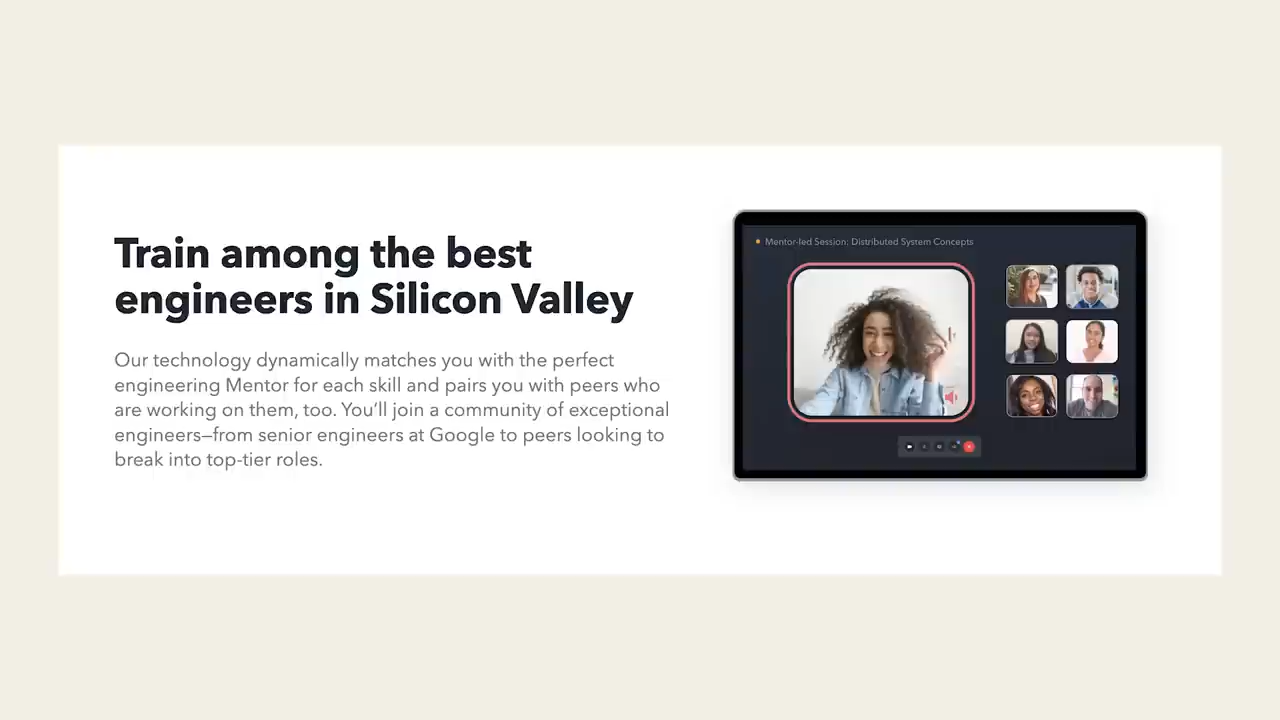 Train among the best
engineers in Silicon Valley
Our technology dynamically matches you with the perfect
engineering Mentor for each skill and pairs you with peers who
are working on them, too. You'll join a community of exceptional
engineers—from senior engineers at Google to peers looking to
break into top-tier roles.
Mentor-led Session: Distributed System Concepts